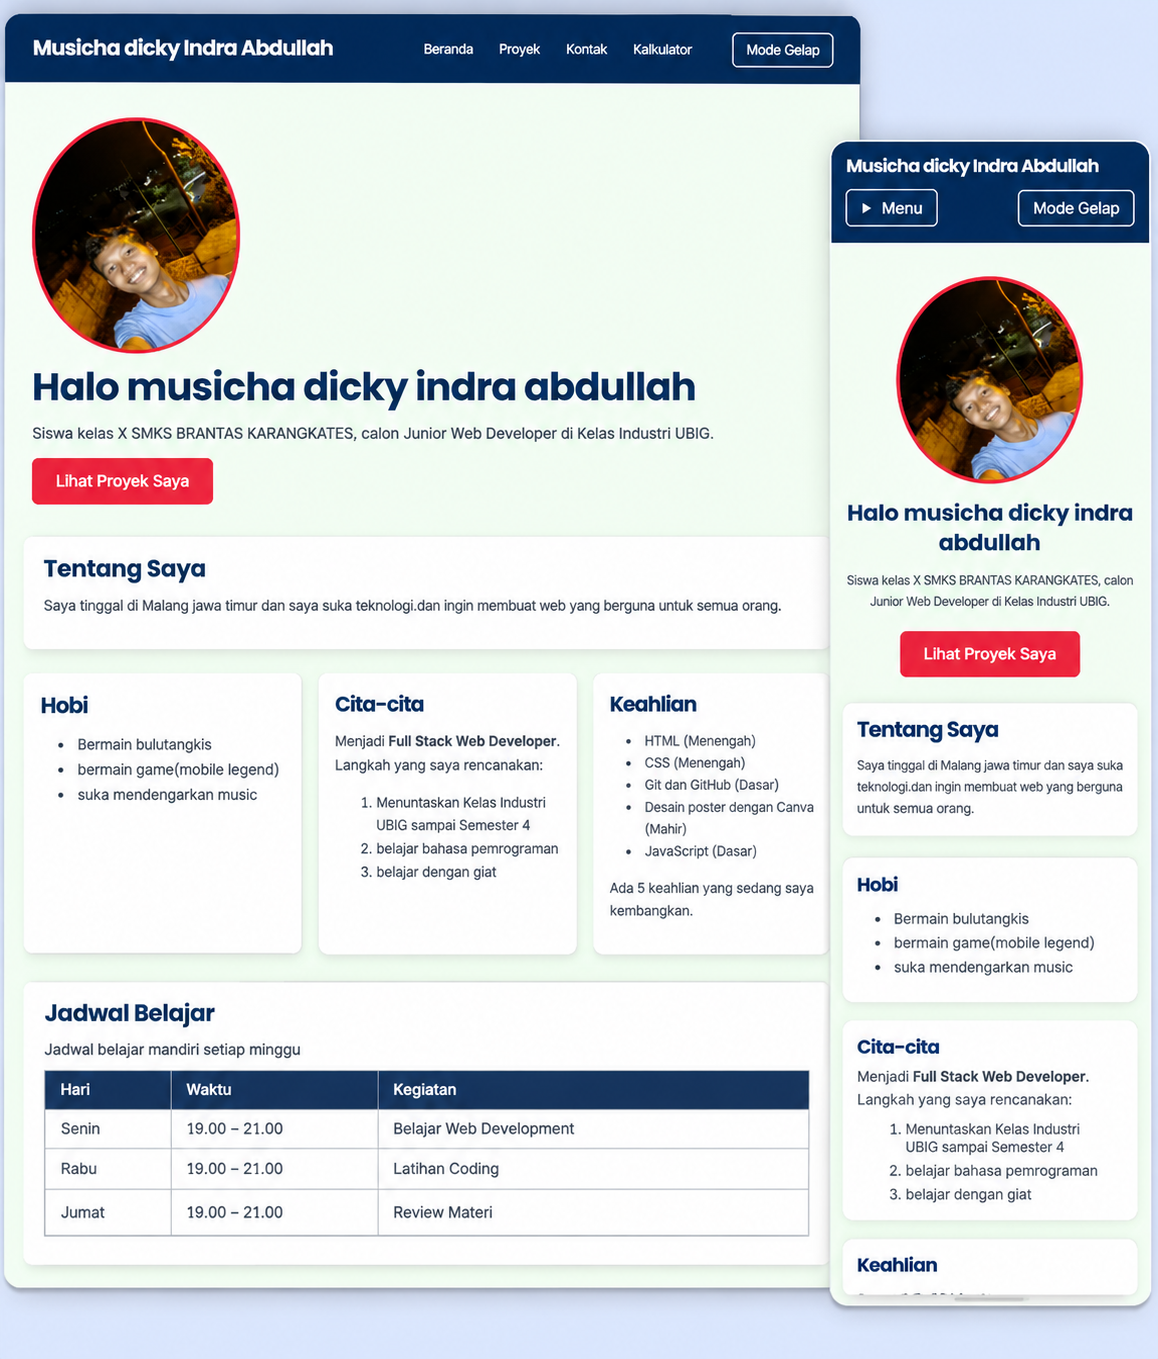 Musicha dicky Indra Abdullah
Beranda Proyek Kontak Kalkulator Mode Gelap
Halo musicha dicky indra abdullah
Siswa kelas X SMKS BRANTAS KARANGKATES, calon Junior Web Developer di Kelas Industri UBIG.
Lihat Proyek Saya
Tentang Saya
Saya tinggal di Malang jawa timur dan saya suka teknologi.dan ingin membuat web yang berguna untuk semua orang.
Hobi
• Bermain bulutangkis
• bermain game(mobile legend)
• suka mendengarkan music
Cita-cita
Menjadi Full Stack Web Developer.
Langkah yang saya rencanakan:
1. Menuntaskan Kelas Industri
UBIG sampai Semester 4
2. belajar bahasa pemrograman
3. belajar dengan giat
Keahlian
• HTML (Menengah)
• CSS (Menengah)
• Git dan GitHub (Dasar)
• Desain poster dengan Canva
(Mahir)
• JavaScript (Dasar)
Ada 5 keahlian yang sedang saya
kembangkan.
Jadwal Belajar
Jadwal belajar mandiri setiap minggu
Hari Waktu Kegiatan
Senin 19.00 – 21.00 Belajar Web Development
Rabu 19.00 – 21.00 Latihan Coding
Jumat 19.00 – 21.00 Review Materi
Musicha dicky Indra Abdullah
Menu Mode Gelap
Halo musicha dicky indra
abdullah
Siswa kelas X SMKS BRANTAS KARANGKATES, calon
Junior Web Developer di Kelas Industri UBIG.
Lihat Proyek Saya
Tentang Saya
Saya tinggal di Malang jawa timur dan saya suka
teknologi.dan ingin membuat web yang berguna
untuk semua orang.
Hobi
• Bermain bulutangkis
• bermain game(mobile legend)
• suka mendengarkan music
Cita-cita
Menjadi Full Stack Web Developer.
Langkah yang saya rencanakan:
1. Menuntaskan Kelas Industri
UBIG sampai Semester 4
2. belajar bahasa pemrograman
3. belajar dengan giat
Keahlian